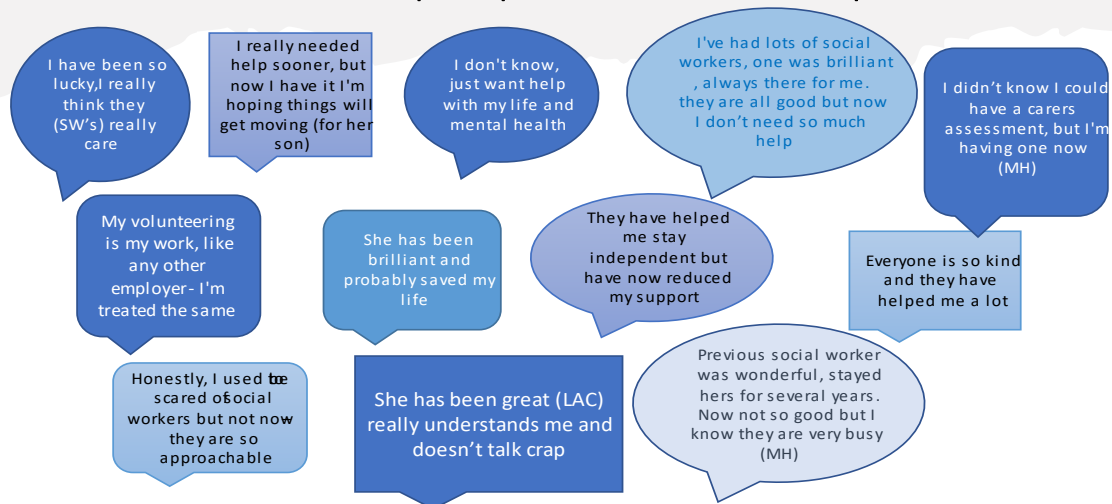 I have been so
lucky,I really
think they
(SW's) really
care
I really needed
help sooner, but
now I have it I'm
hoping things will
get moving (for her
son)
I don't know,
just want help
with my life and
mental health
I've had lots of social
workers, one was brilliant
, always there for me.
they are all good but now
I don't need so much
help
I didn't know I could
have a carers
assessment, but I'm
having one now
(MH)
My volunteering
is my work, like
any other
employer- I'm
treated the same
She has been
brilliant and
probably saved my
life
They have helped
me stay
independent but
have now reduced
my support
Everyone is so kind
and they have
helped me a lot
Honestly, I used to be
scared of social
workers but not now
they are so
approachable
She has been great (LAC)
really understands me and
doesn't talk crap
Previous social worker
was wonderful, stayed
hers for several years.
Now not so good but I
know they are very busy
(MH)